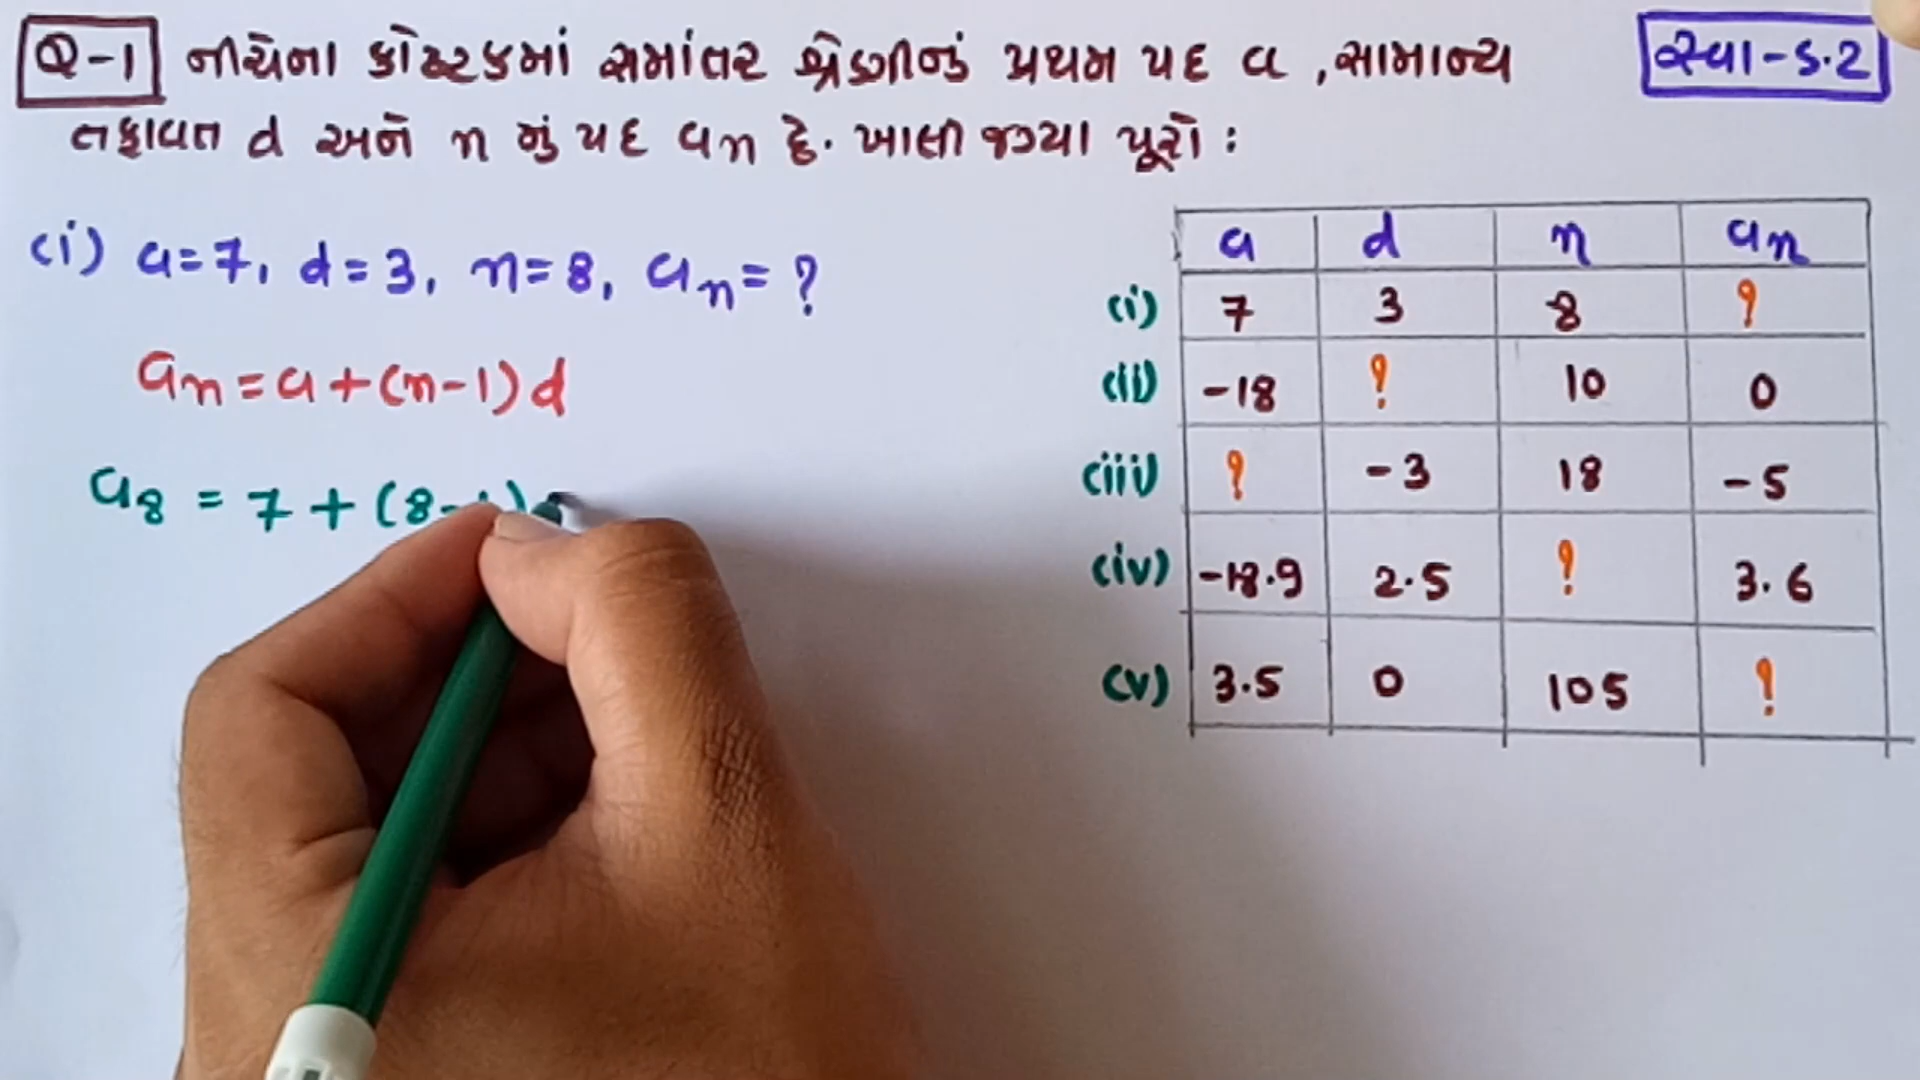 Q-1 નીચેના કોષ્ટકમાં સમાંતર શ્રેણીનું પ્રથમ પદ a , સામાન્ય
સ્વા-5.2
તફાવત d અને n મું પદ an છે. ખાલી જગ્યા પૂરો :
(i) a=7, d=3, n=8, an=?
an=a+(n-1)d
a8 = 7+(8-1)
a d n an
(i) 7 3 8 ?
(ii) -18 ? 10 0
(iii) ? -3 18 -5
(iv) -18.9 2.5 ? 3.6
(v) 3.5 0 105 ?